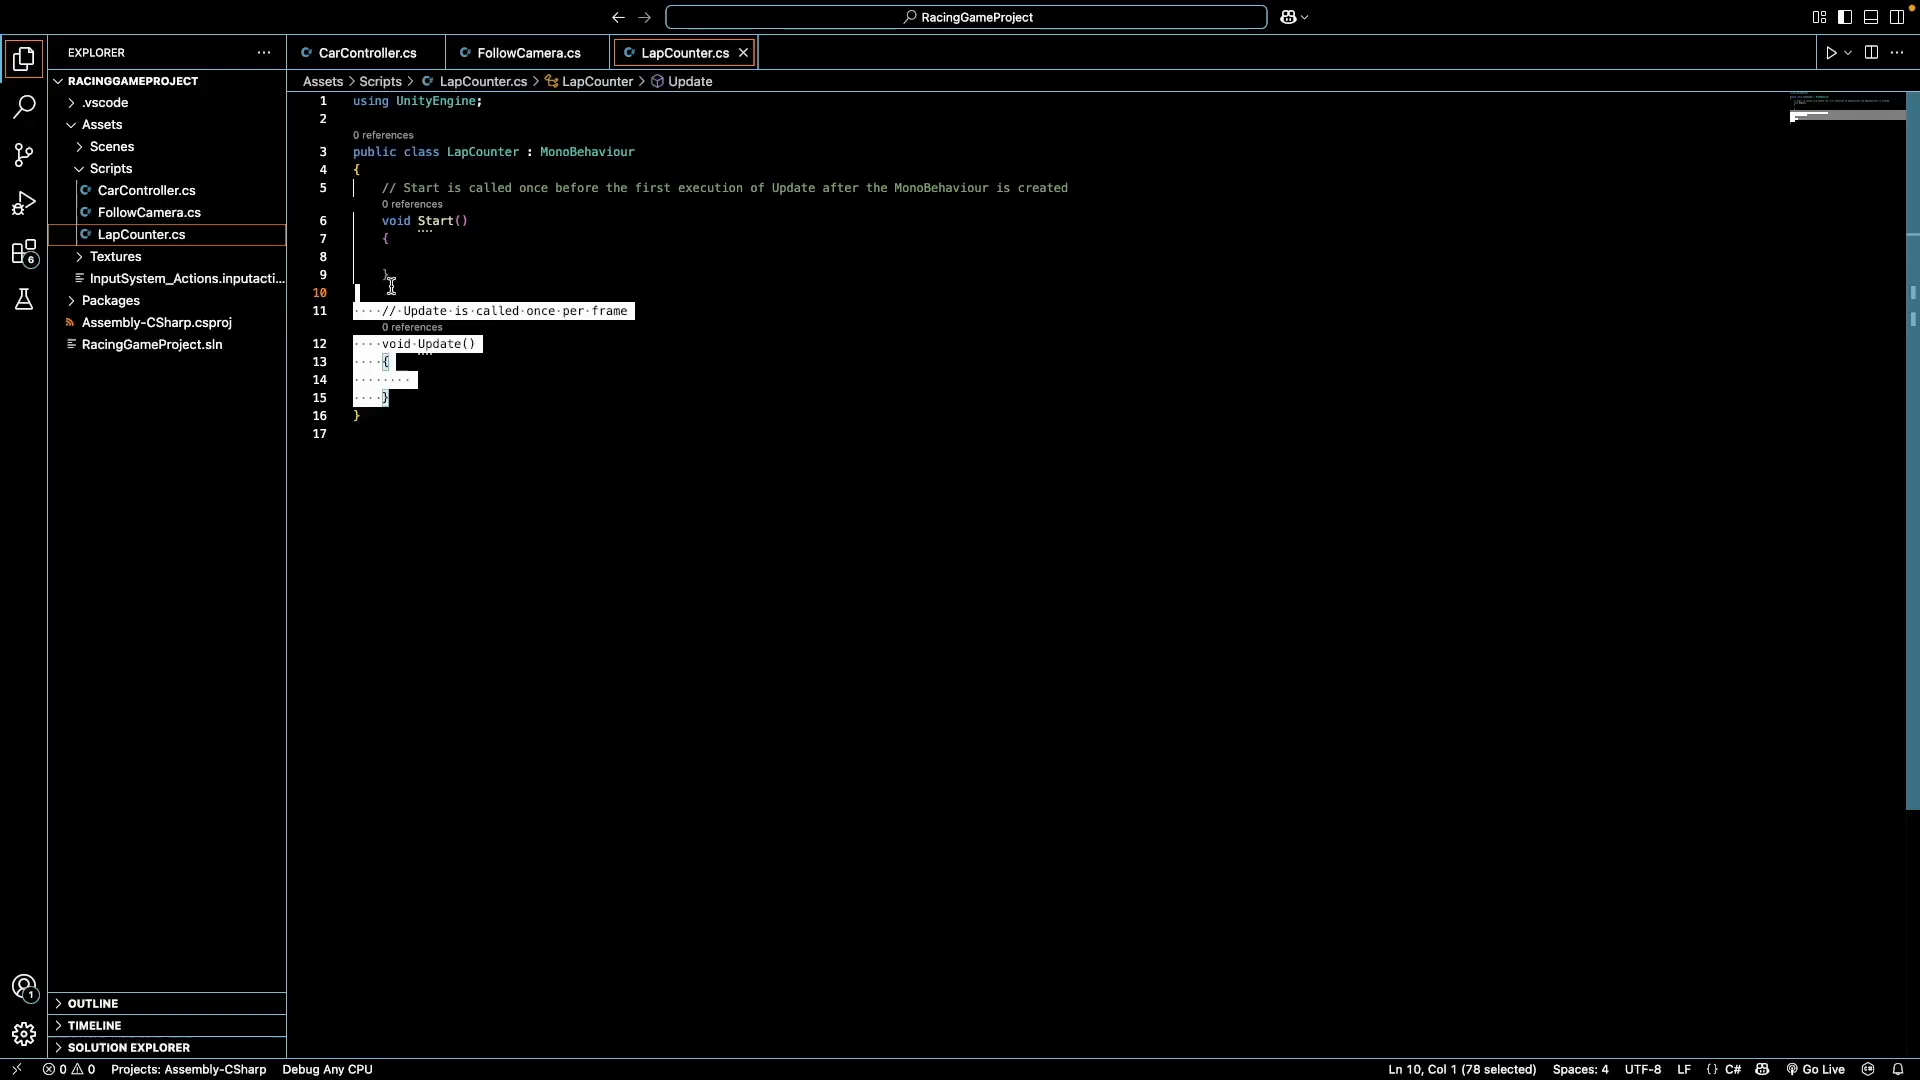 RacingGameProject
EXPLORER
CarController.cs
FollowCamera.cs
LapCounter.cs
RACINGGAMEPROJECT
.vscode
Assets
Scenes
Scripts
CarController.cs
FollowCamera.cs
LapCounter.cs
Textures
InputSystem_Actions.inputacti...
Packages
Assembly-CSharp.csproj
RacingGameProject.sln
OUTLINE
TIMELINE
SOLUTION EXPLORER
6
1
Assets > Scripts > LapCounter.cs > LapCounter > Update
1 using UnityEngine;
2
0 references
3 public class LapCounter : MonoBehaviour
4 {
5 // Start is called once before the first execution of Update after the MonoBehaviour is created
0 references
6 void Start()
7 {
8
9 }
10
11 // Update is called once per frame
0 references
12 void Update()
13 {
14
15 }
16 }
17
0 0 Projects: Assembly-CSharp Debug Any CPU
Ln 10, Col 1 (78 selected) Spaces: 4 UTF-8 LF {} C# Go Live